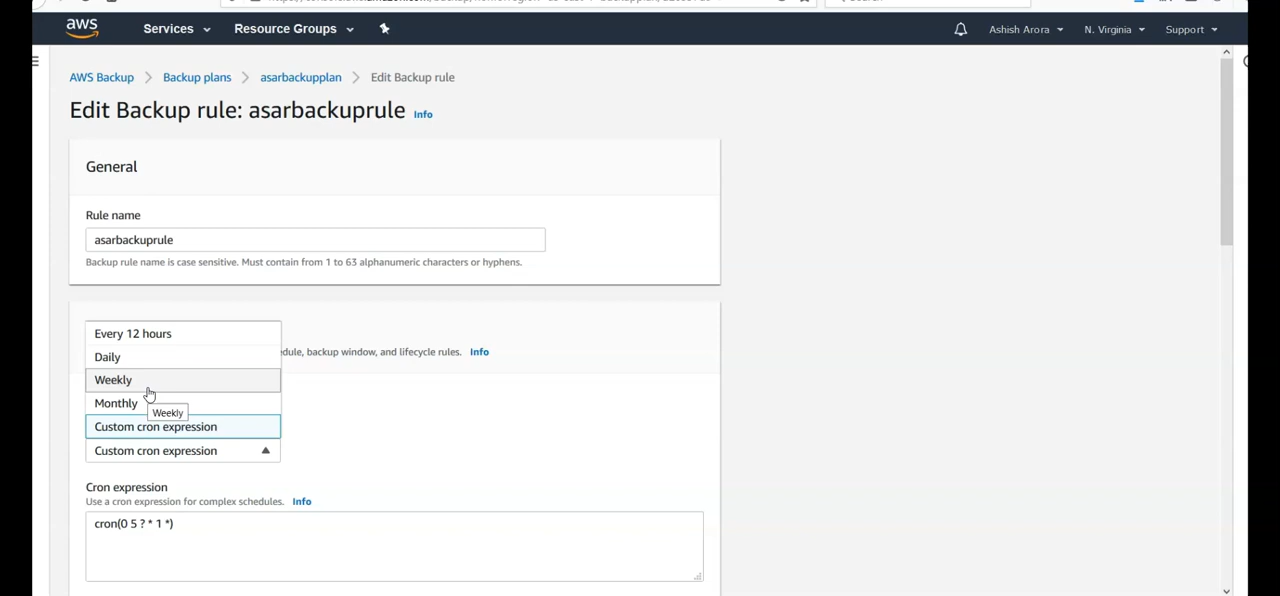 aws
Services
Resource Groups
Ashish Arora
N. Virginia
Support
AWS Backup
Backup plans
asarbackupplan
Edit Backup rule
Edit Backup rule: asarbackuprule Info
General
Rule name
asarbackuprule
Backup rule name is case sensitive. Must contain from 1 to 63 alphanumeric characters or hyphens.
Every 12 hours
edule, backup window, and lifecycle rules. Info
Daily
Weekly
Monthly
Weekly
Custom cron expression
Custom cron expression
Cron expression
Use a cron expression for complex schedules. Info
cron(0 5 ? * 1 *)